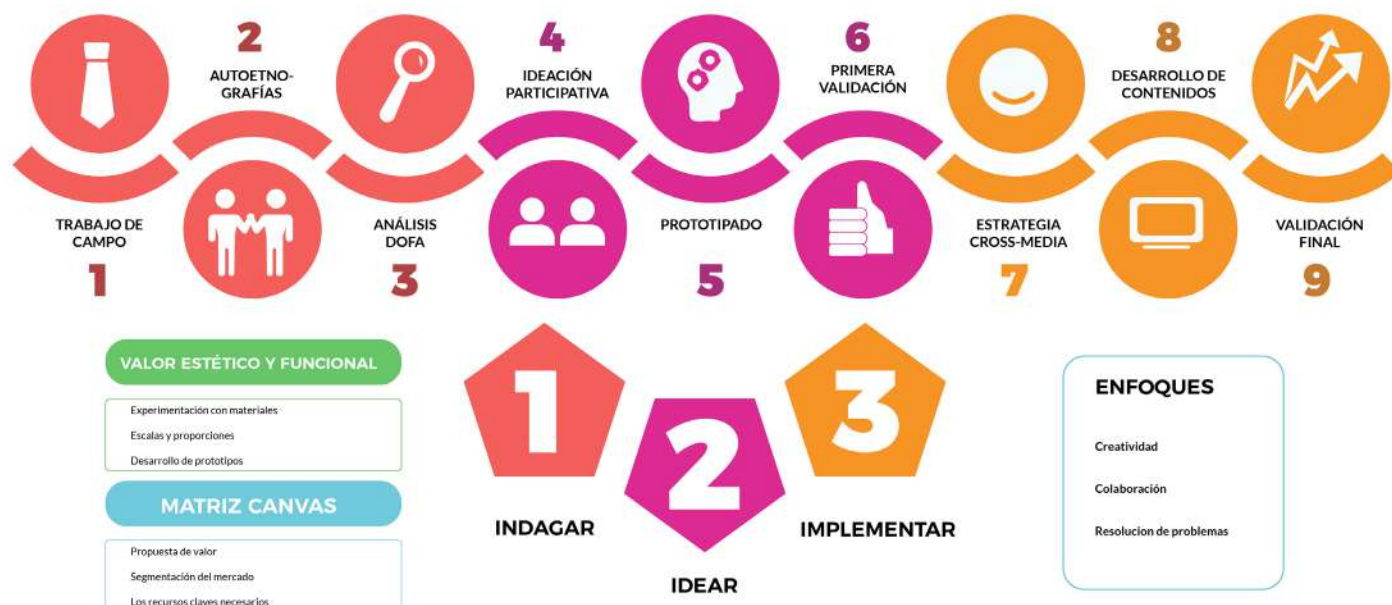 2
AUTOETNO-
GRAFÍAS
4
IDEACIÓN
PARTICIPATIVA
6
PRIMERA
VALIDACIÓN
8
DESARROLLO DE
CONTENIDOS
TRABAJO DE
CAMPO
1
ANÁLISIS
DOFA
3
PROTOTIPADO
5
ESTRATEGIA
CROSS-MEDIA
7
VALIDACIÓN
FINAL
9
VALOR ESTÉTICO Y FUNCIONAL
Experimentación con materiales
Escalas y proporciones
Desarrollo de prototipos
MATRIZ CANVAS
Propuesta de valor
Segmentación del mercado
Los recursos claves necesarios
1
INDAGAR
2
IDEAR
3
IMPLEMENTAR
ENFOQUES
Creatividad
Colaboración
Resolucion de problemas